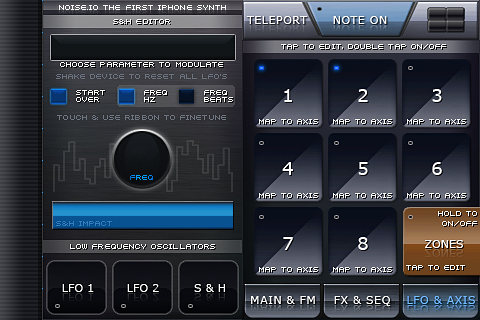 NOISE.IO THE FIRST IPHONE SYNTH
S&H EDITOR
CHOOSE PARAMETER TO MODULATE
SHAKE DEVICE TO RESET ALL LFO'S
START OVER
FREQ HZ
FREQ BEATS
TOUCH & USE RIBBON TO FINETUNE
FREQ
S&H IMPACT
LOW FREQUENCY OSCILLATORS
LFO 1
LFO 2
S & H
TELEPORT
NOTE ON
TAP TO EDIT, DOUBLE TAP ON/OFF
1
MAP TO AXIS
2
MAP TO AXIS
3
MAP TO AXIS
4
MAP TO AXIS
5
MAP TO AXIS
6
MAP TO AXIS
7
MAP TO AXIS
8
MAP TO AXIS
HOLD TO
ON/OFF
ZONES
TAP TO EDIT
MAIN & FM
FX & SEQ
LFO & AXIS